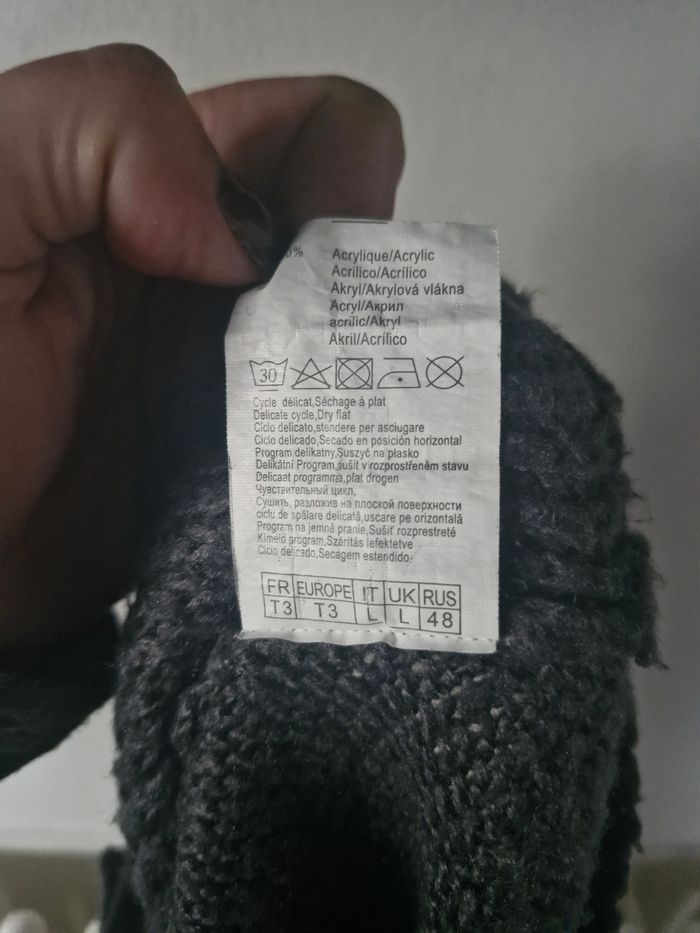 0% Acrylique/Acrylic
Acrilico/Acrílico
Akryl/Akrylová vlákna
Acryl/Акрил
acrilic/Akryl
Akril/Acrílico
30
Cycle délicat,Séchage à plat
Delicate cycle,Dry flat
Ciclo delicato,stendere per asciugare
Ciclo delicado,Secado en posición horizontal
Program delikatny,Suszyć na płasko
Delikátní Program,sušit v rozprostřeném stavu
Delicaat programma,plat drogen
Чувствительный цикл,
Сушить, разложив на плоской поверхности
ciclu de spălare delicată,uscare pe orizontală
Program na jemné pranie,Sušiť rozprestreté
Kímélő program,Szárítás lefektetve
Ciclo delicado,Secagem estendido
FR EUROPE IT UK RUS
T3 T3 L L 48